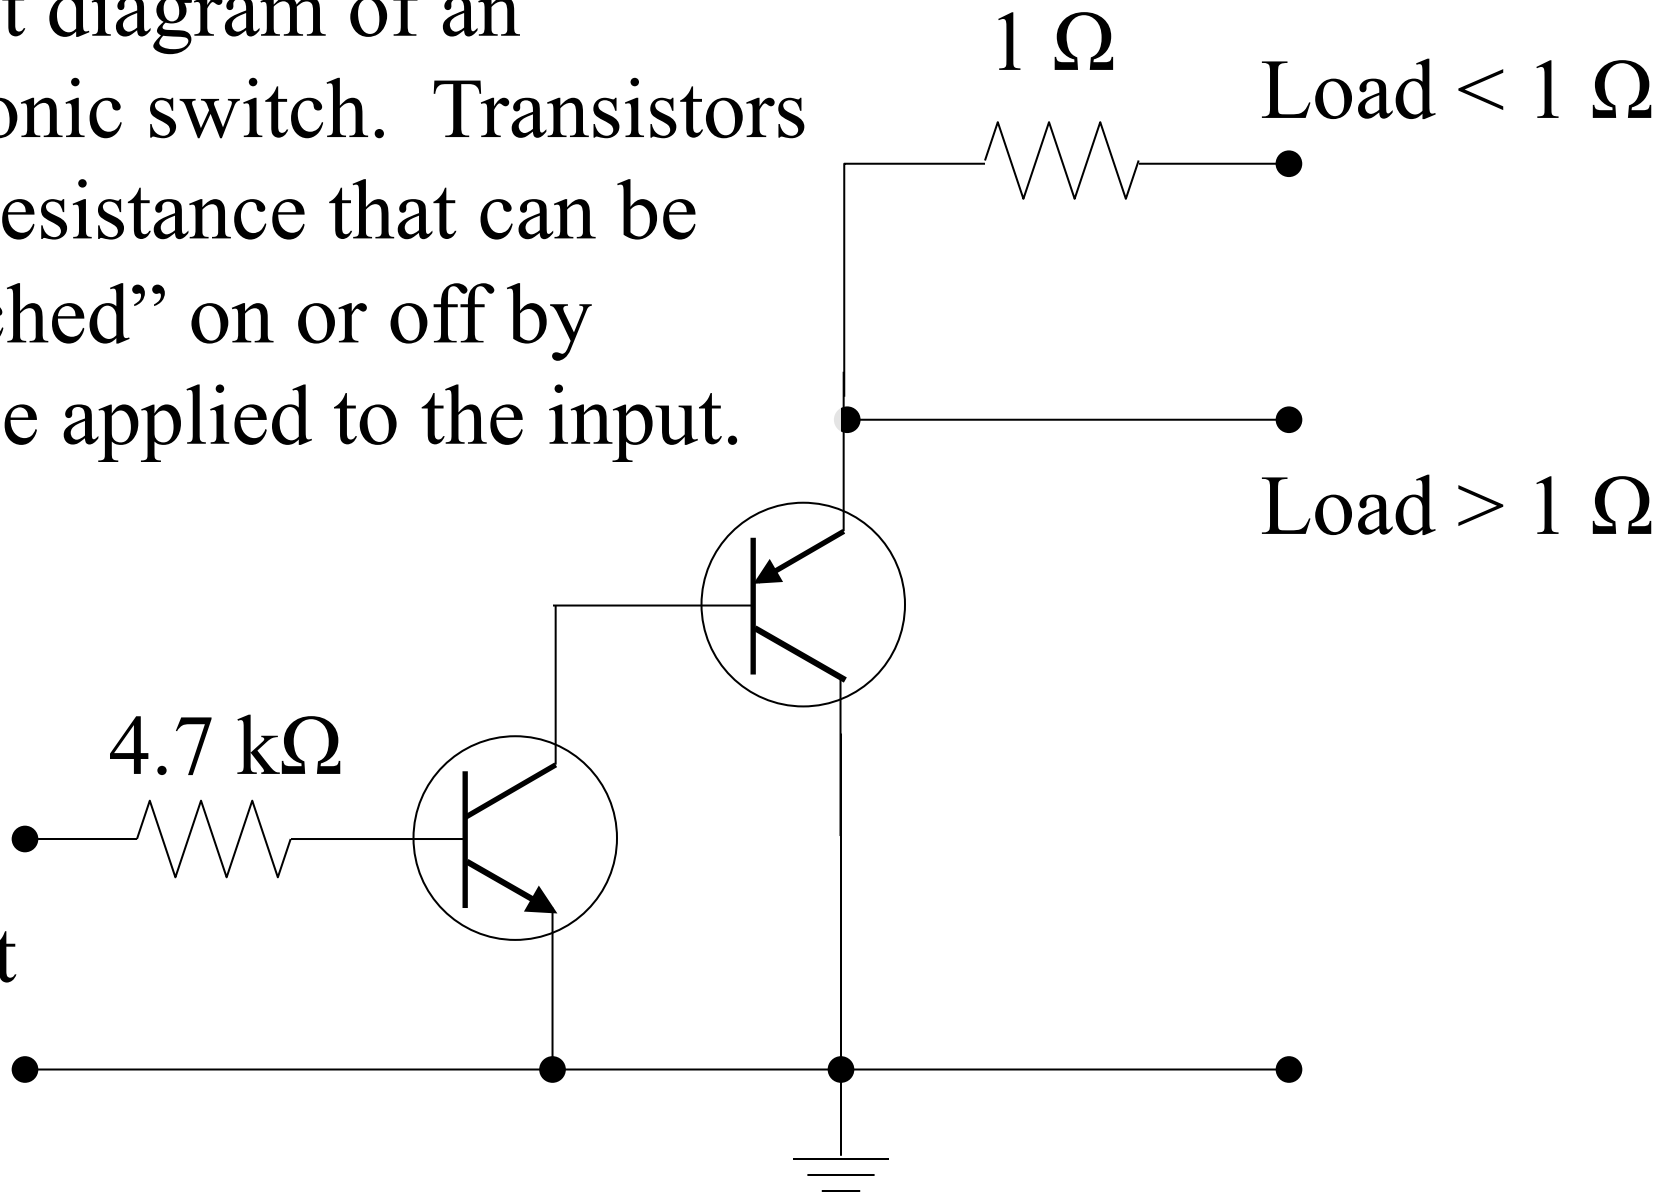 t diagram of an
onic switch.  Transistors
esistance that can be
ched” on or off by
e applied to the input.
1 Ω
Load < 1 Ω
Load > 1 Ω
4.7 kΩ
t